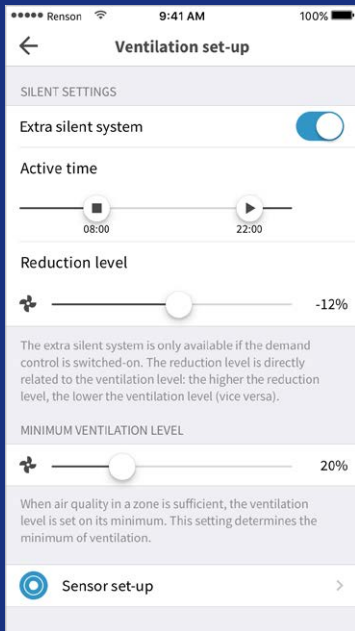 Renson
9:41 AM
100%
Ventilation set-up
SILENT SETTINGS
Extra silent system
Active time
08:00
22:00
Reduction level
-12%
The extra silent system is only available if the demand
control is switched-on. The reduction level is directly
related to the ventilation level: the higher the reduction
level, the lower the ventilation level (vice versa).
MINIMUM VENTILATION LEVEL
20%
When air quality in a zone is sufficient, the ventilation
level is set on its minimum. This setting determines the
minimum of ventilation.
Sensor set-up